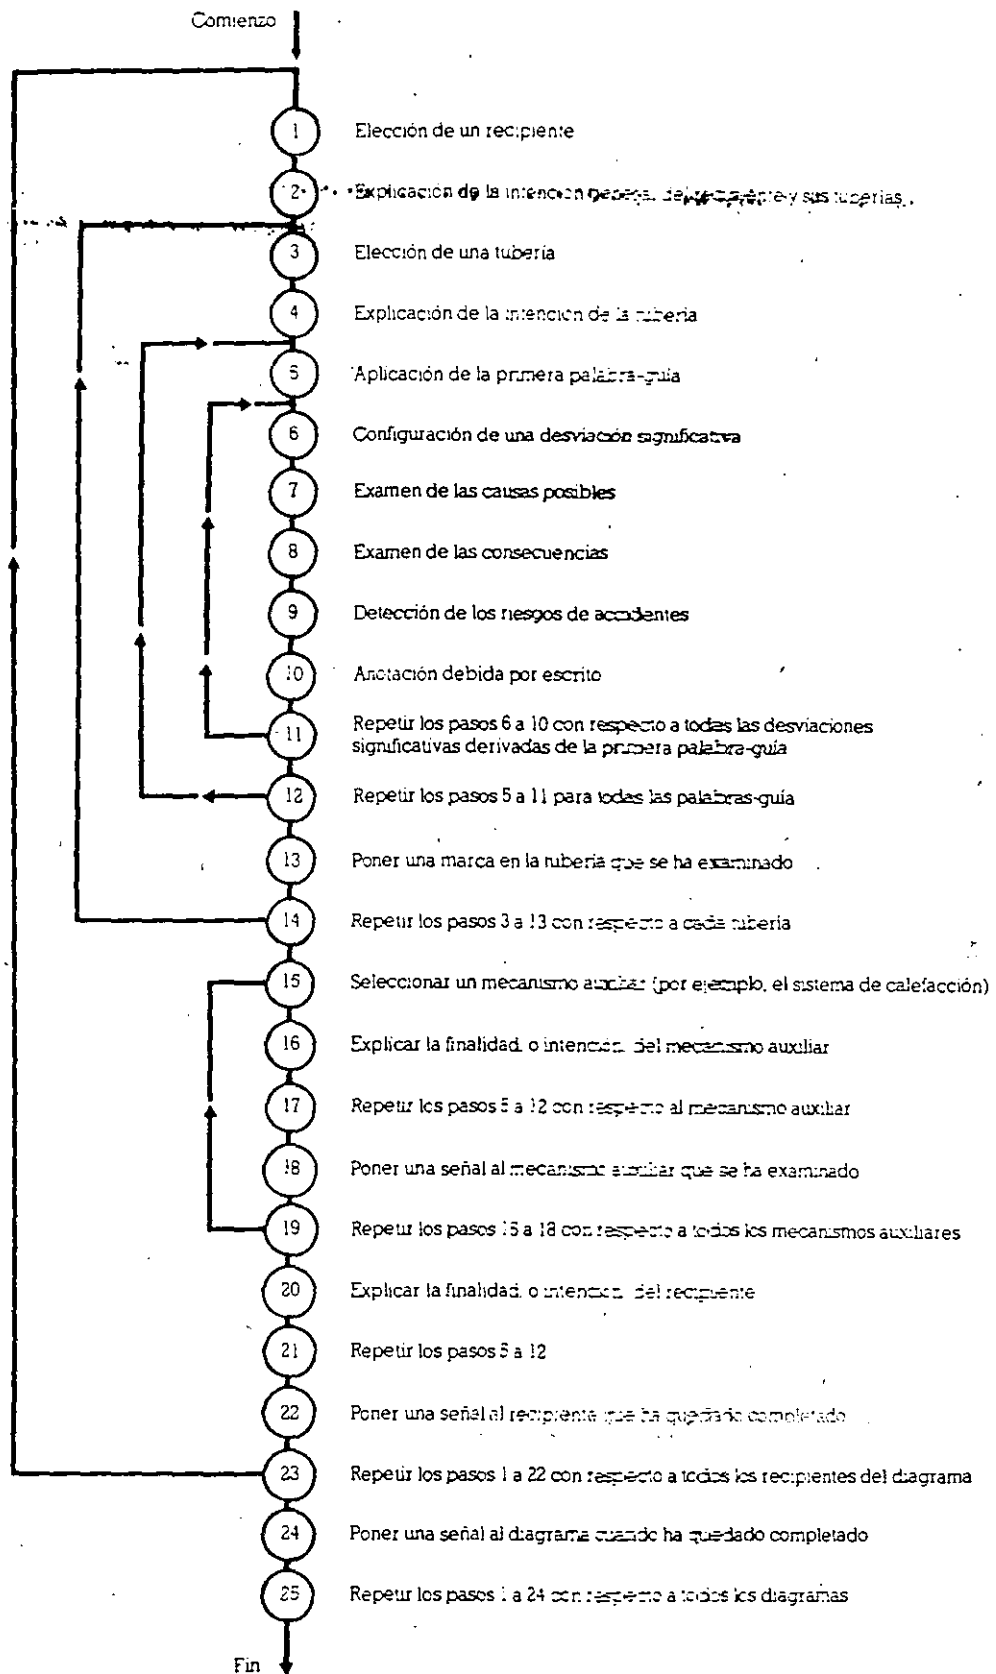 Comienzo
1 Elección de un recipiente
2 Explicación de la intención general del recipiente y sus tuberías
3 Elección de una tubería
4 Explicación de la intención de la tubería
5 Aplicación de la primera palabra-guía
6 Configuración de una desviación significativa
7 Examen de las causas posibles
8 Examen de las consecuencias
9 Detección de los riesgos de accidentes
10 Anotación debida por escrito
11 Repetir los pasos 6 a 10 con respecto a todas las desviaciones
significativas derivadas de la primera palabra-guía
12 Repetir los pasos 5 a 11 para todas las palabras-guía
13 Poner una marca en la tubería que se ha examinado
14 Repetir los pasos 3 a 13 con respecto a cada tubería
15 Seleccionar un mecanismo auxiliar (por ejemplo, el sistema de calefacción)
16 Explicar la finalidad, o intención, del mecanismo auxiliar
17 Repetir los pasos 5 a 12 con respecto al mecanismo auxiliar
18 Poner una señal al mecanismo auxiliar que se ha examinado
19 Repetir los pasos 15 a 18 con respecto a todos los mecanismos auxiliares
20 Explicar la finalidad, o intención, del recipiente
21 Repetir los pasos 5 a 12
22 Poner una señal al recipiente que ha quedado completado
23 Repetir los pasos 1 a 22 con respecto a todos los recipientes del diagrama
24 Poner una señal al diagrama cuando ha quedado completado
25 Repetir los pasos 1 a 24 con respecto a todos los diagramas
Fin